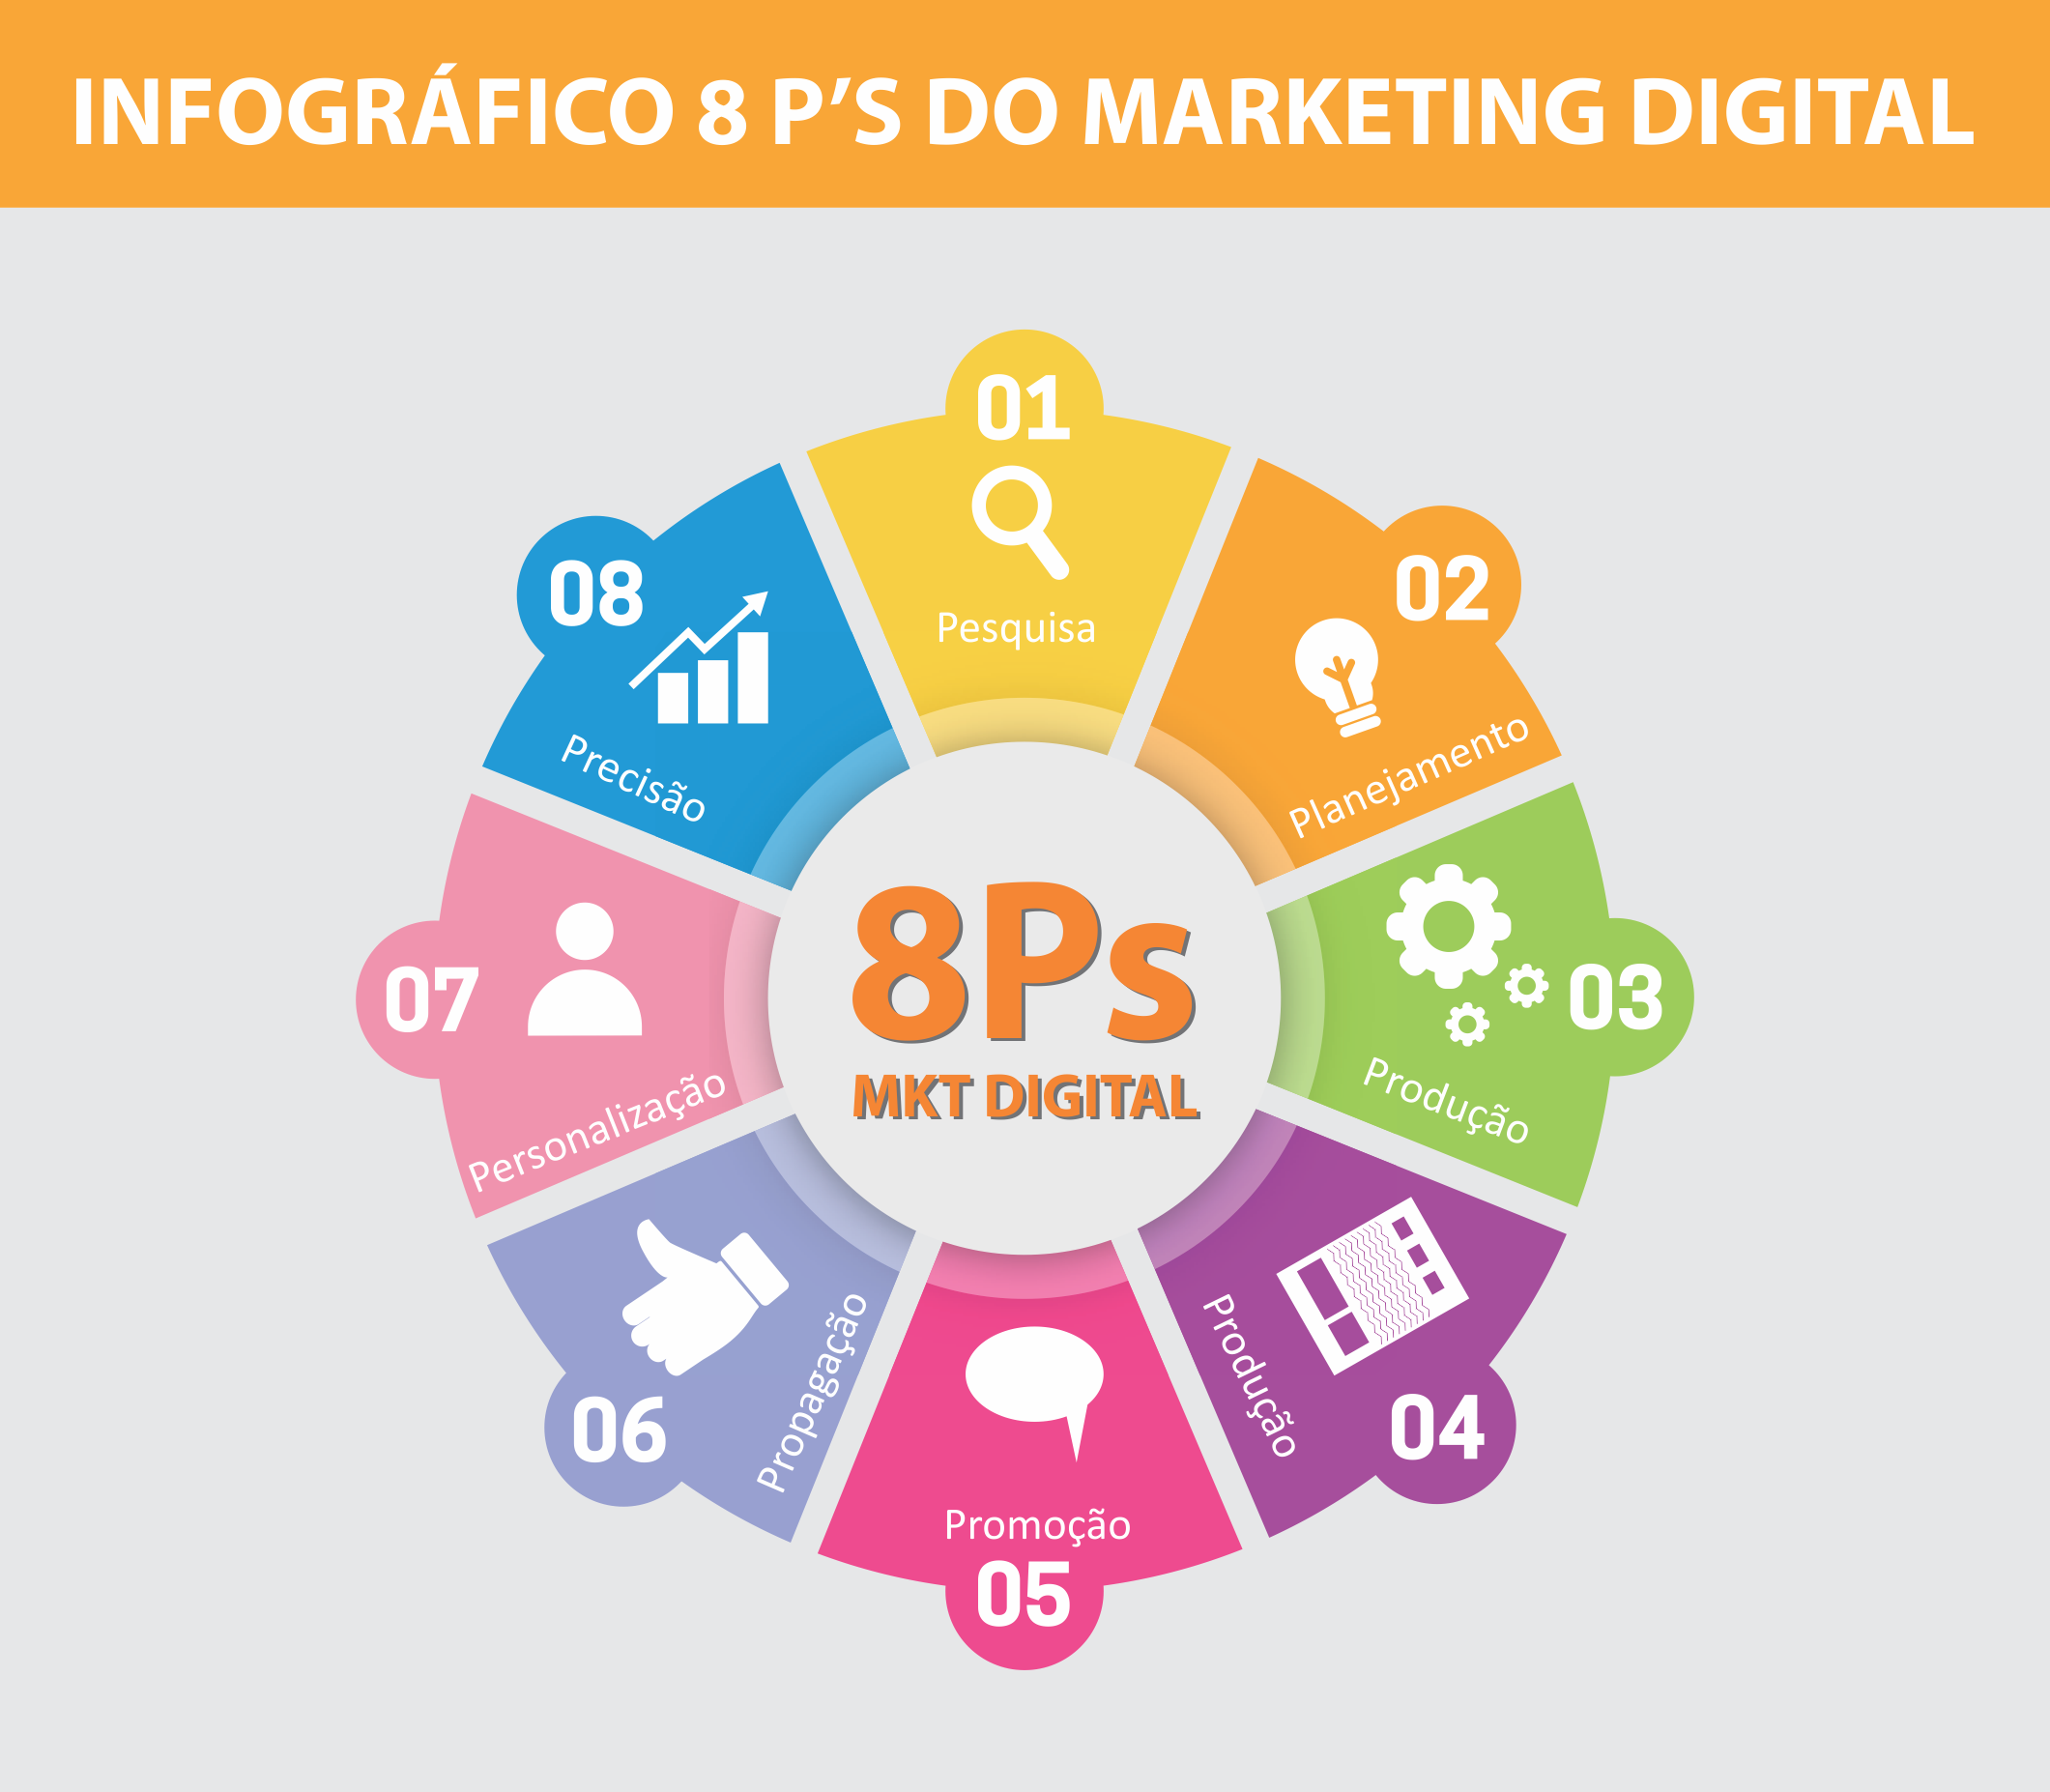 INFOGRÁFICO 8 P’S DO MARKETING DIGITAL
01
Pesquisa
02
Planejamento
03
Produção
04
Produção
05
Promoção
06
Propagação
07
Personalização
08
Precisão
8Ps
MKT DIGITAL